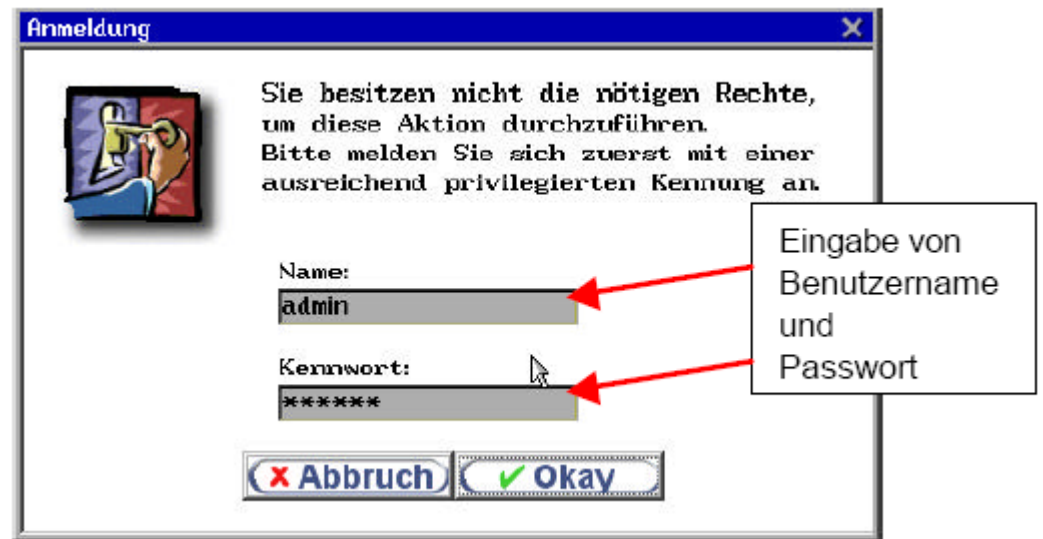 Anmeldung
Sie besitzen nicht die nötigen Rechte,
um diese Aktion durchzuführen.
Bitte melden Sie sich zuerst mit einer
ausreichend privilegierten Kennung an.
Eingabe von
Benutzername
und
Passwort
Name:
admin
Kennwort:
******
Abbruch
Okay